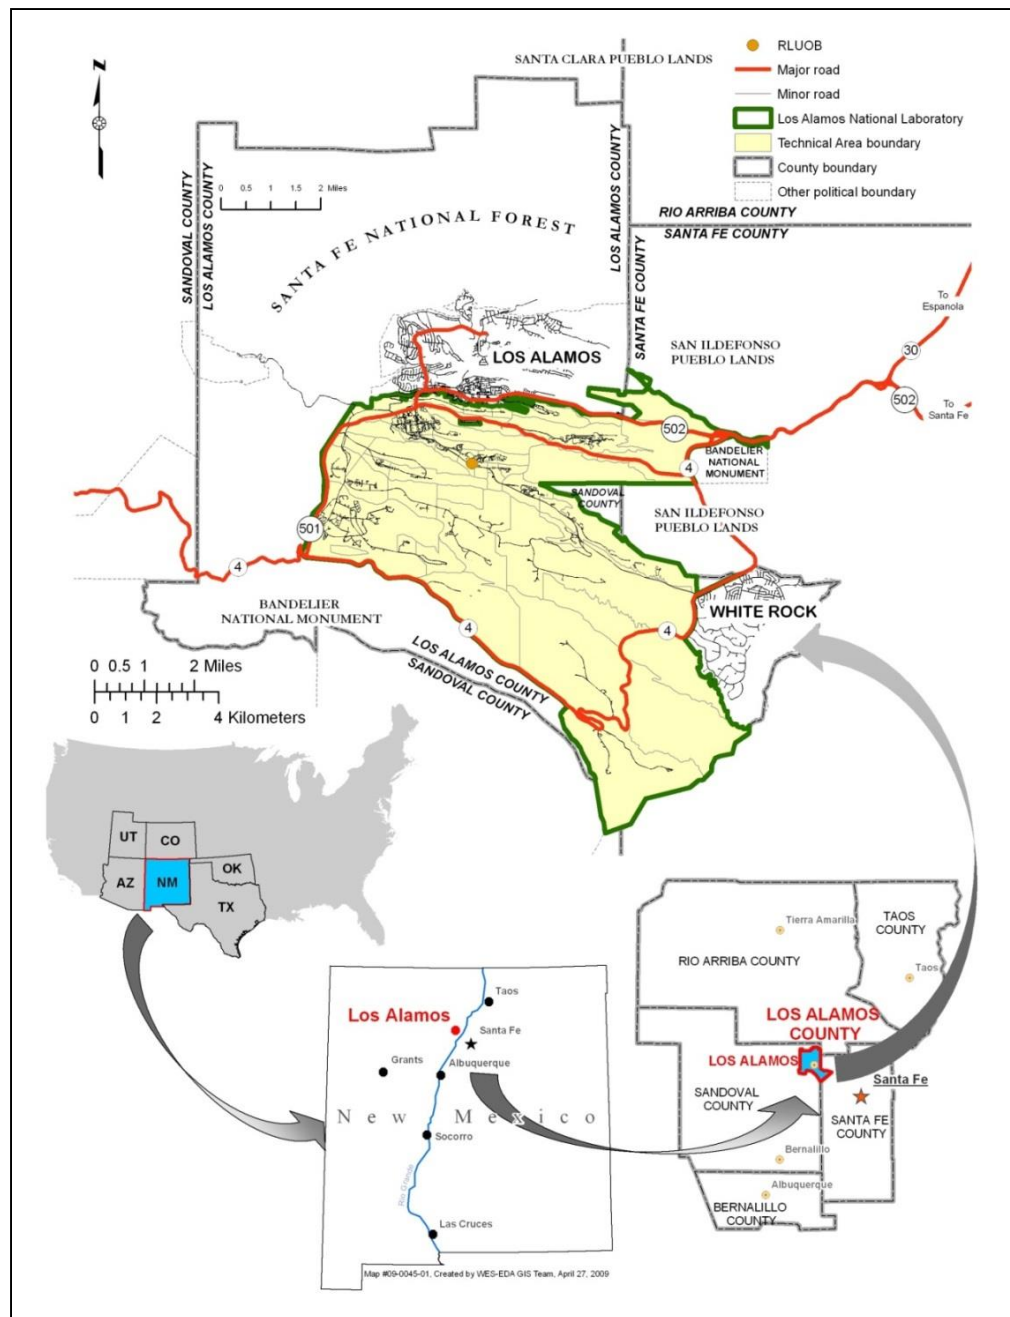 N
SANTA CLARA PUEBLO LANDS
RLUOB
Major road
Minor road
Los Alamos National Laboratory
Technical Area boundary
County boundary
Other political boundary
SANDOVAL COUNTY
LOS ALAMOS COUNTY
0 0.5 1 1.5 2 Miles
SANTA FE NATIONAL FOREST
LOS ALAMOS COUNTY
SANTA FE COUNTY
RIO ARRIBA COUNTY
SANTA FE COUNTY
To
Espanola
30
502
To
Santa Fe
SAN ILDEFONSO
PUEBLO LANDS
LOS ALAMOS
502
4
BANDELIER
NATIONAL
MONUMENT
SANDOVAL
COUNTY
SAN ILDEFONSO
PUEBLO LANDS
501
4
BANDELIER
NATIONAL MONUMENT
4
4
WHITE ROCK
LOS ALAMOS COUNTY
SANDOVAL COUNTY
0 0.5 1 2 Miles
0 1 2 4 Kilometers
UT
CO
AZ
NM
OK
TX
Los Alamos
Taos
Santa Fe
Grants
Albuquerque
New Mexico
Socorro
Rio Grande
Las Cruces
Map #09-0045-01, Created by WES-EDA GIS Team, April 27, 2009
Tierra Amarilla
TAOS
COUNTY
RIO ARRIBA COUNTY
Taos
LOS ALAMOS
COUNTY
LOS ALAMOS
Santa Fe
SANDOVAL
COUNTY
SANTA FE
COUNTY
Bernalillo
Albuquerque
BERNALILLO
COUNTY